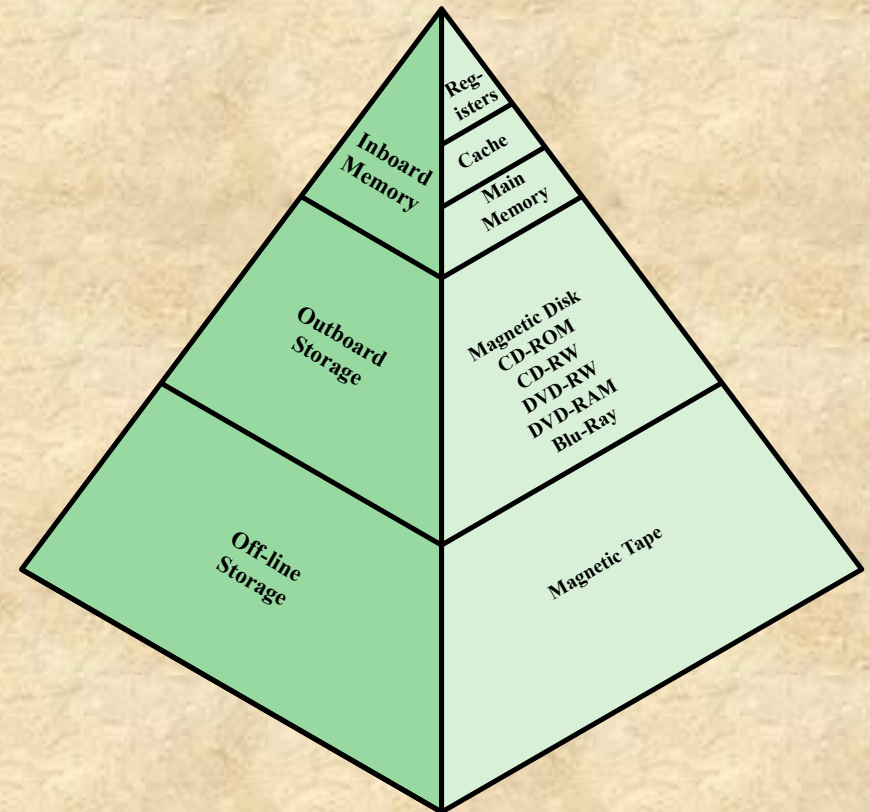 Reg-
isters
Cache
Main
Memory
Inboard
Memory
Magnetic Disk
CD-ROM
CD-RW
DVD-RW
DVD-RAM
Blu-Ray
Outboard
Storage
Magnetic Tape
Off-line
Storage